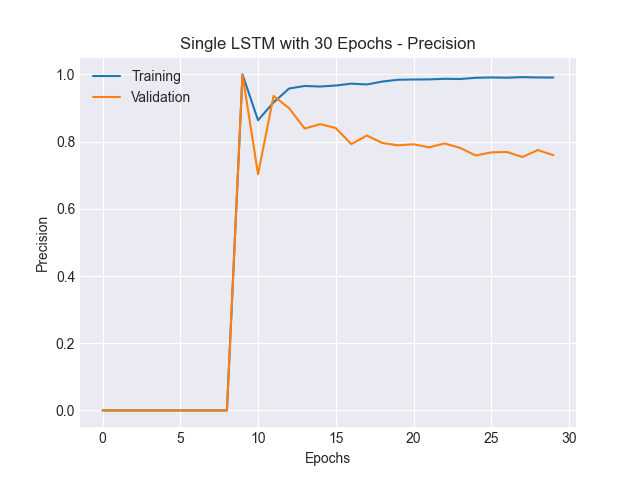 Single LSTM with 30 Epochs - Precision
Training
Validation
Precision
1.0
0.8
0.6
0.4
0.2
0.0
0 5 10 15 20 25 30
Epochs